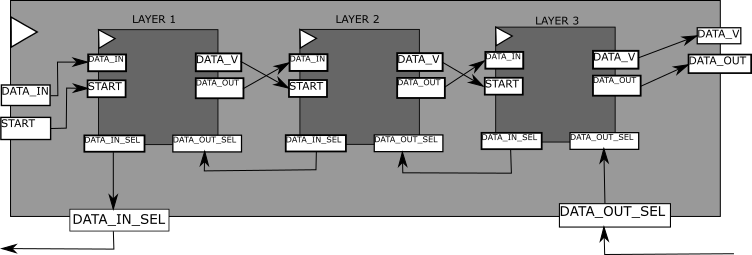 LAYER 1
LAYER 2
LAYER 3
DATA_IN
DATA_V
START
DATA_OUT
DATA_IN_SEL
DATA_OUT_SEL
DATA_IN
DATA_V
START
DATA_OUT
DATA_IN_SEL
DATA_OUT_SEL
DATA_IN
DATA_V
START
DATA_OUT
DATA_IN_SEL
DATA_OUT_SEL
DATA_V
DATA_OUT
DATA_IN
START
DATA_IN_SEL
DATA_OUT_SEL